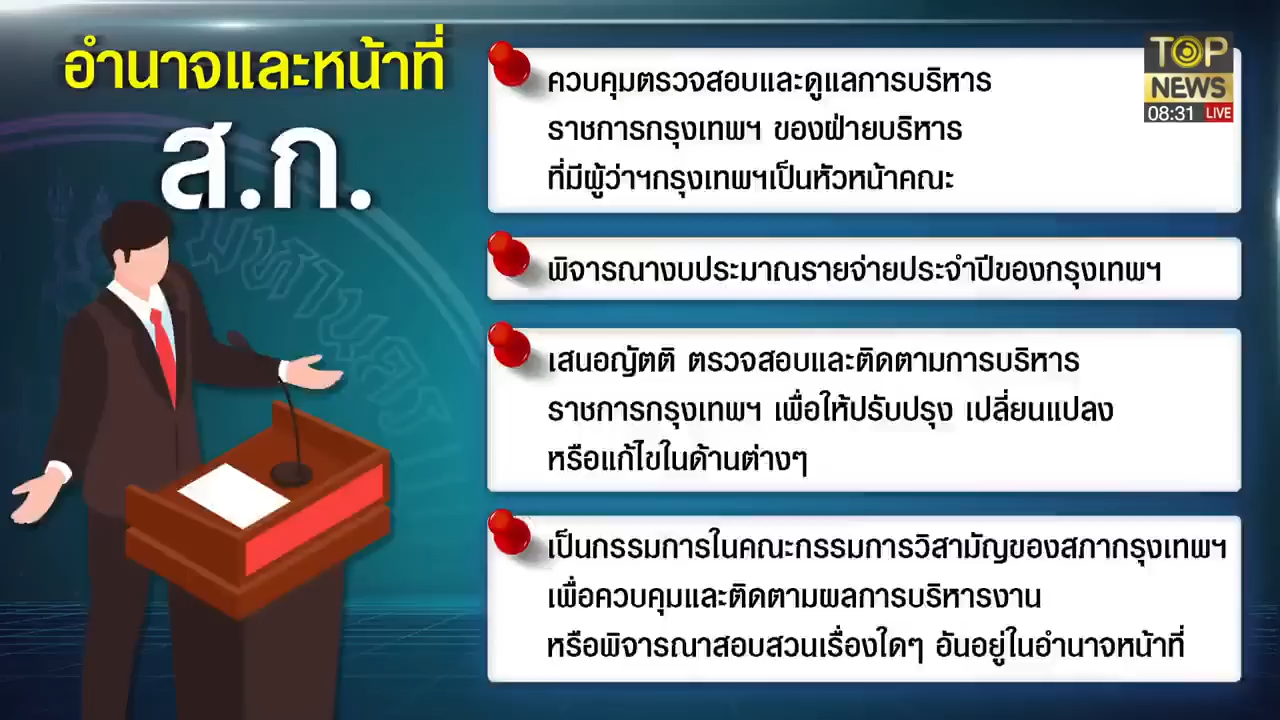 อำนาจและหน้าที่
ส.ก.
ควบคุมตรวจสอบและดูแลการบริหาร
ราชการกรุงเทพฯ ของฝ่ายบริหาร
ที่มีผู้ว่าฯกรุงเทพฯเป็นหัวหน้าคณะ
พิจารณางบประมาณรายจ่ายประจำปีของกรุงเทพฯ
เสนอญัตติ ตรวจสอบและติดตามการบริหาร
ราชการกรุงเทพฯ เพื่อให้ปรับปรุง เปลี่ยนแปลง
หรือแก้ไขในด้านต่างๆ
เป็นกรรมการในคณะกรรมการวิสามัญของสภากรุงเทพฯ
เพื่อควบคุมและติดตามผลการบริหารงาน
หรือพิจารณาสอบสวนเรื่องใดๆ อันอยู่ในอำนาจหน้าที่
TOP
NEWS
08:31 LIVE
มหานคร